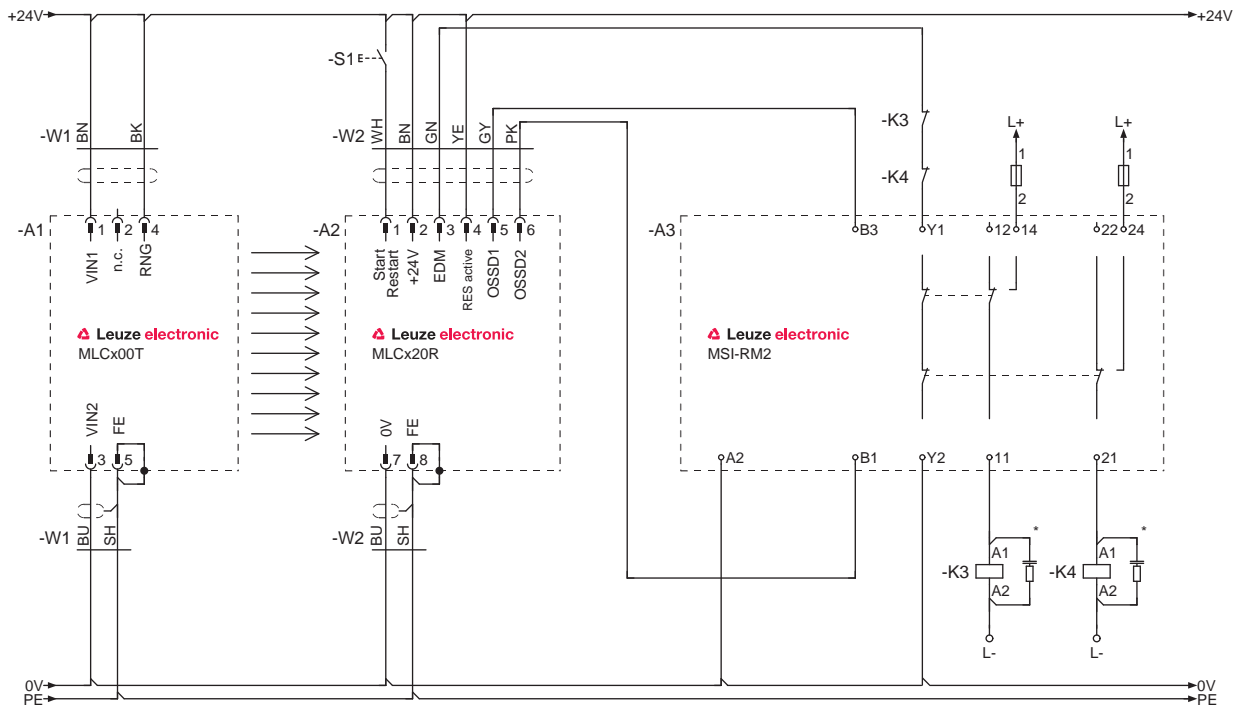 +24V +24V
-S1 E
-W1 BN BK
-W2 WH BN GN YE GY PK
-K3
-K4
L+ L+
1 1
2 2
-A1 1 2 4
VIN1 n.c. RNG
-A2 1 2 3 4 5 6
Start
Restart
+24V
EDM
RES active
OSSD1
OSSD2
-A3 B3 Y1 12 14 22 24
Leuze electronic
MLCx00T
Leuze electronic
MLCx20R
Leuze electronic
MSI-RM2
VIN2 FE
3 5
0V FE
7 8
A2 B1 Y2 11 21
-W1 BU SH
-W2 BU SH
* *
-K3 A1
A2
-K4 A1
A2
L- L-
0V 0V
PE PE